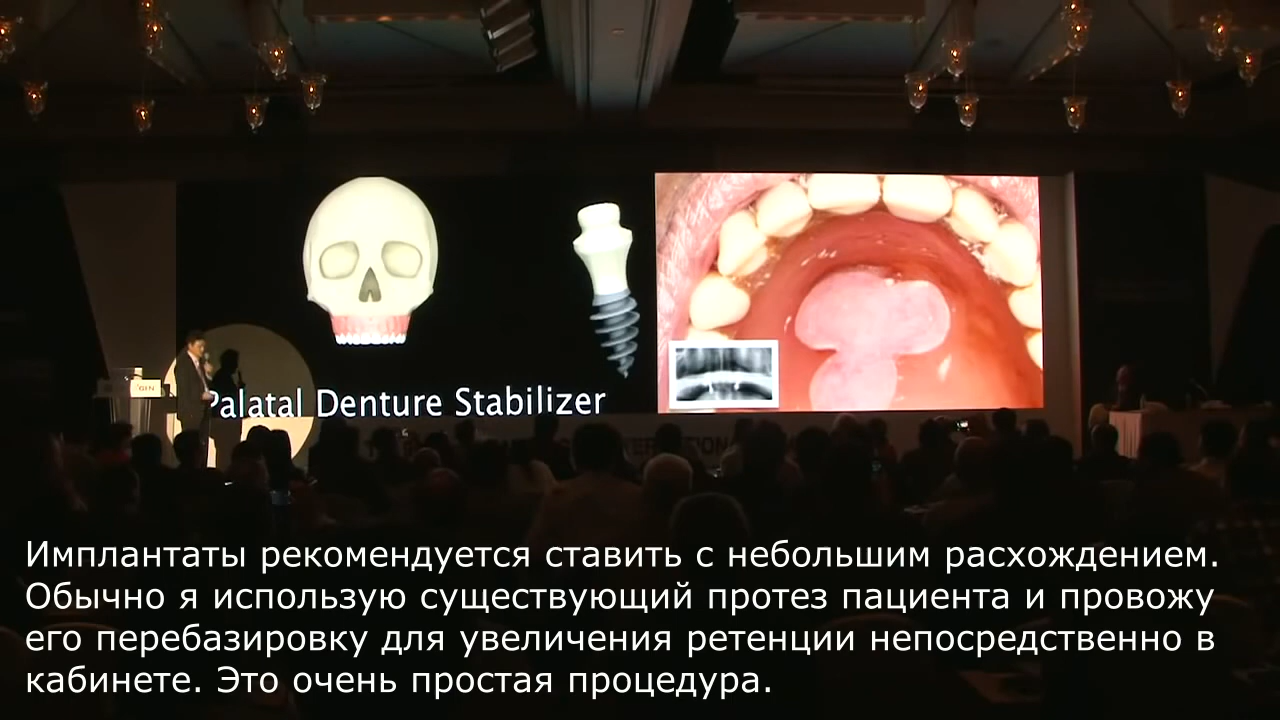 Palatal Denture Stabilizer
Имплантаты рекомендуется ставить с небольшим расхождением.
Обычно я использую существующий протез пациента и провожу
его перебазировку для увеличения ретенции непосредственно в
кабинете. Это очень простая процедура.